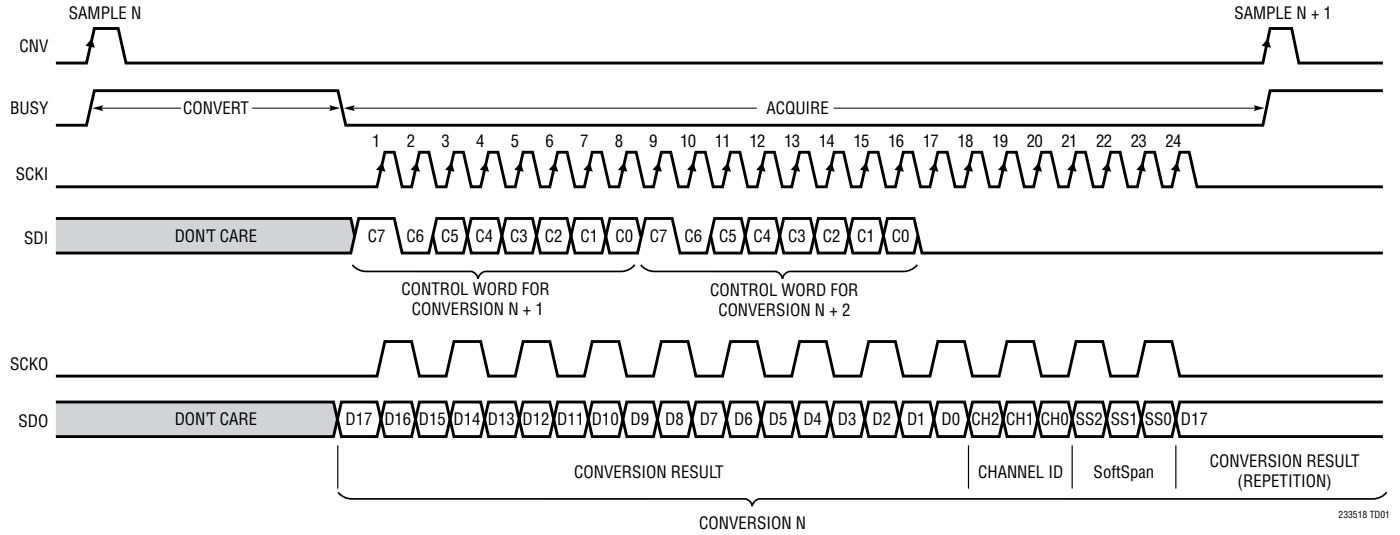 SAMPLE N SAMPLE N + 1
CNV
BUSY CONVERT ACQUIRE
1 2 3 4 5 6 7 8 9 10 11 12 13 14 15 16 17 18 19 20 21 22 23 24
SCKI
SDI DON'T CARE C7 C6 C5 C4 C3 C2 C1 C0 C7 C6 C5 C4 C3 C2 C1 C0
CONTROL WORD FOR CONTROL WORD FOR
CONVERSION N + 1 CONVERSION N + 2
SCKO
SDO DON'T CARE D17 D16 D15 D14 D13 D12 D11 D10 D9 D8 D7 D6 D5 D4 D3 D2 D1 D0 CH2 CH1 CH0 SS2 SS1 SS0 D17
CONVERSION RESULT CHANNEL ID SoftSpan CONVERSION RESULT
(REPETITION)
CONVERSION N
233518 TD01